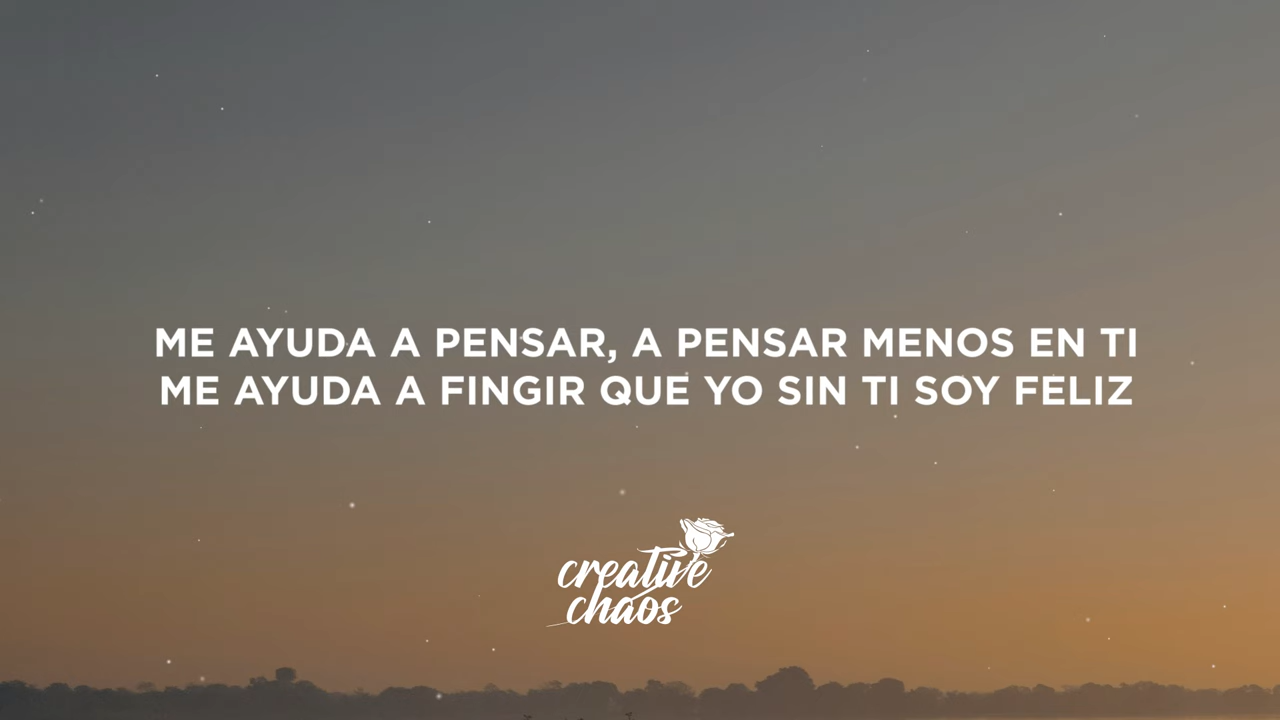 ME AYUDA A PENSAR, A PENSAR MENOS EN TI
ME AYUDA A FINGIR QUE YO SIN TI SOY FELIZ
creative
chaos